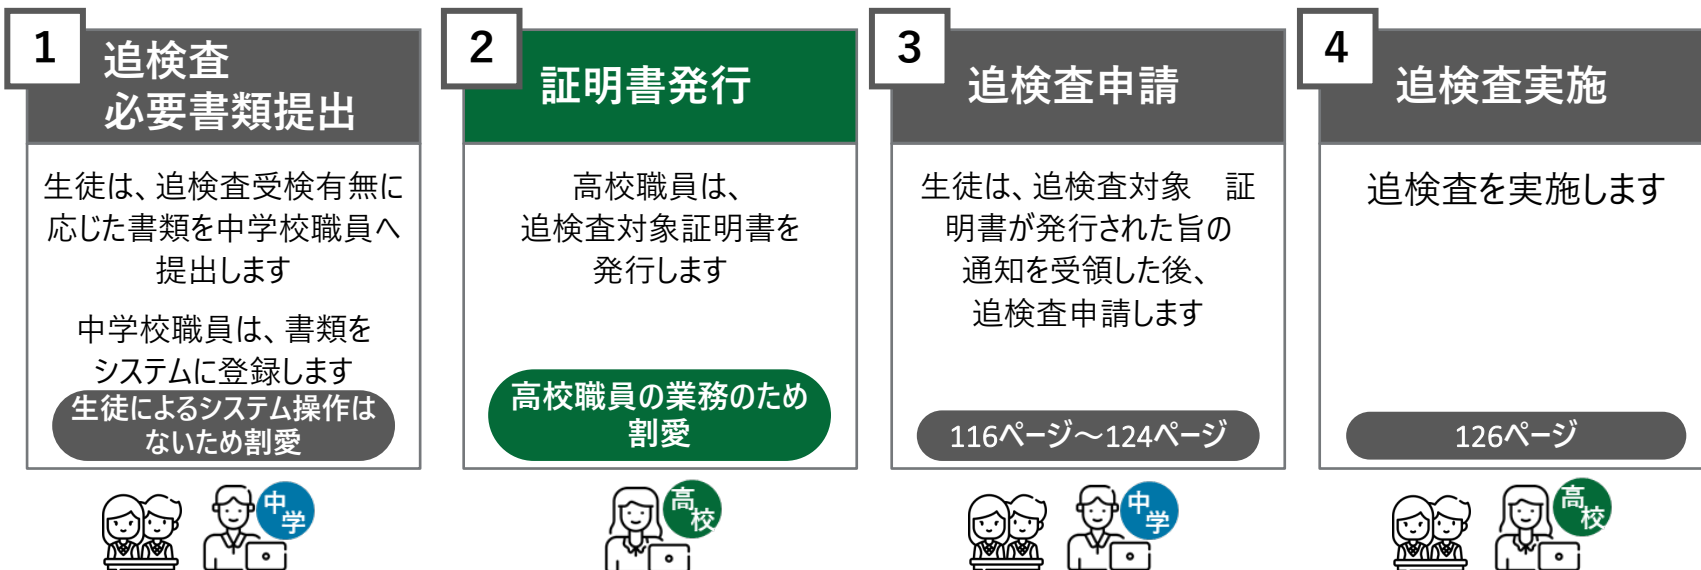 1
追検査
必要書類提出
生徒は、追検査受検有無に
応じた書類を中学校職員へ
提出します
中学校職員は、書類を
システムに登録します
生徒によるシステム操作は
ないため割愛
中
学
2
証明書発行
高校職員は、
追検査対象証明書を
発行します
高校職員の業務のため
割愛
高
校
3
追検査申請
生徒は、追検査対象　証
明書が発行された旨の
通知を受領した後、
追検査申請します
116ページ～124ページ
中
学
4
追検査実施
追検査を実施します
126ページ
高
校